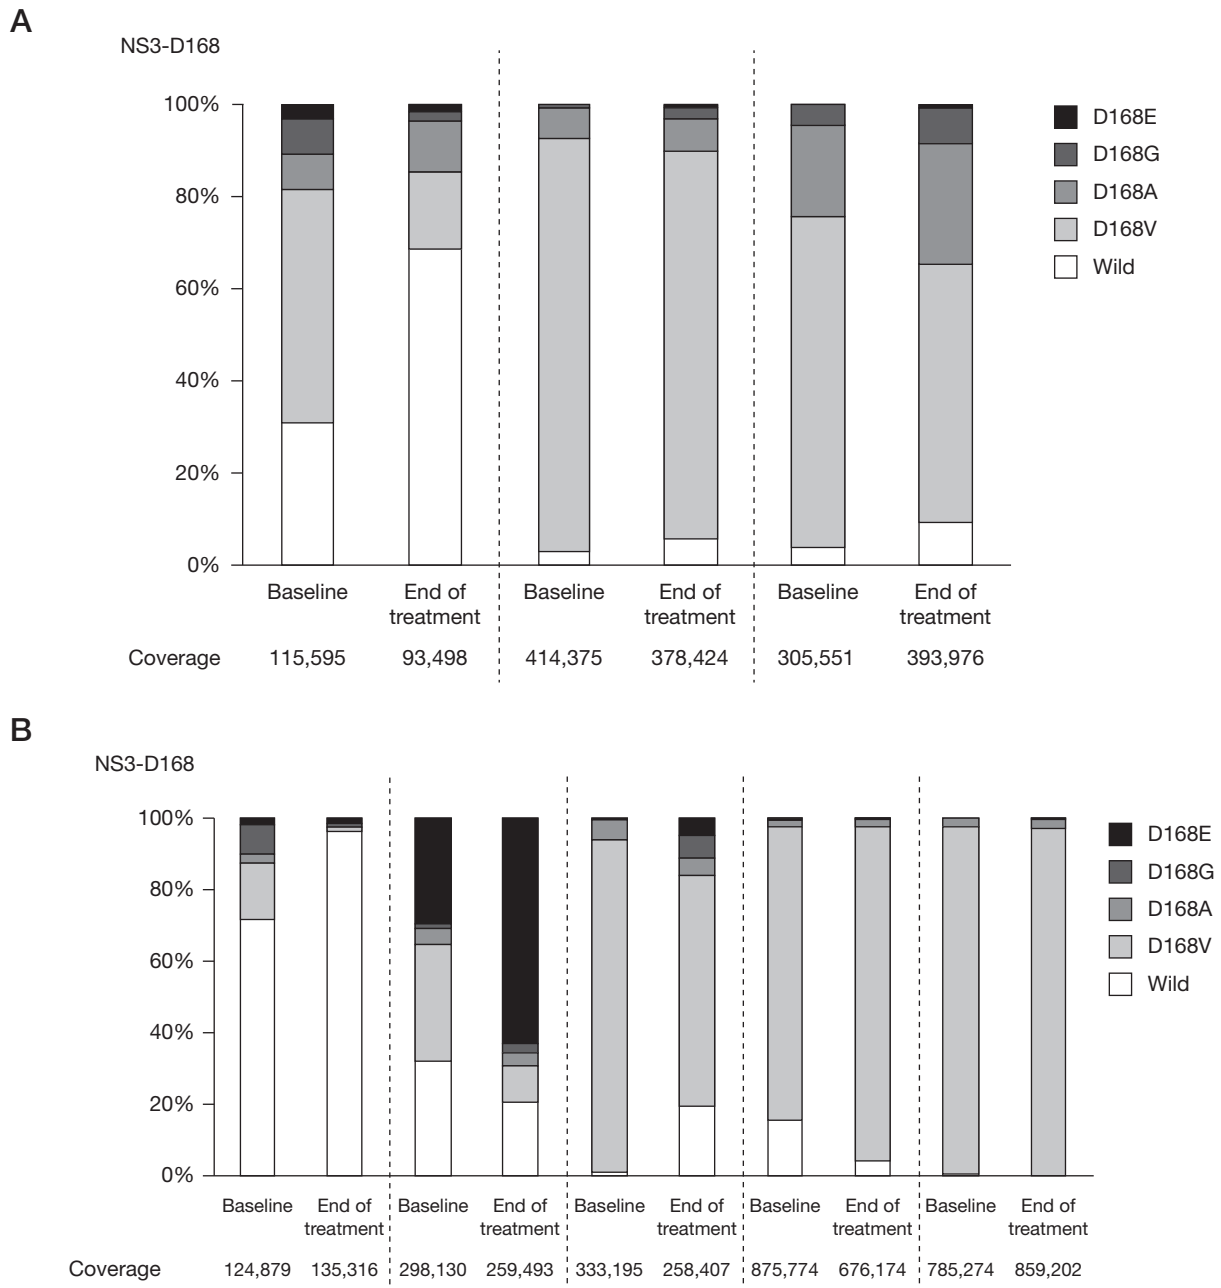 A
NS3-D168
100%
80%
60%
40%
20%
0%
D168E
D168G
D168A
D168V
Wild
Baseline End of treatment Baseline End of treatment Baseline End of treatment
Coverage 115,595 93,498 414,375 378,424 305,551 393,976
B
NS3-D168
100%
80%
60%
40%
20%
0%
D168E
D168G
D168A
D168V
Wild
Baseline End of treatment Baseline End of treatment Baseline End of treatment Baseline End of treatment Baseline End of treatment
Coverage 124,879 135,316 298,130 259,493 333,195 258,407 875,774 676,174 785,274 859,202